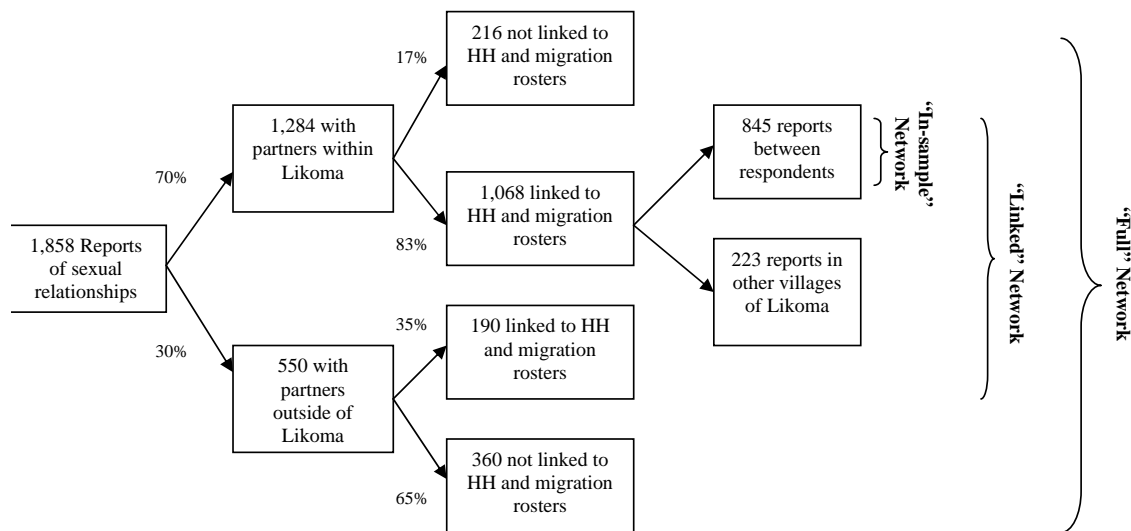 1,858 Reports
of sexual
relationships
70%
30%
1,284 with
partners within
Likoma
550 with
partners
outside of
Likoma
17%
83%
35%
65%
216 not linked to
HH and migration
rosters
1,068 linked to
HH and migration
rosters
190 linked to HH
and migration
rosters
360 not linked to
HH and migration
rosters
845 reports
between
respondents
223 reports in
other villages
of Likoma
“In-sample”
Network
“Linked” Network
“Full” Network